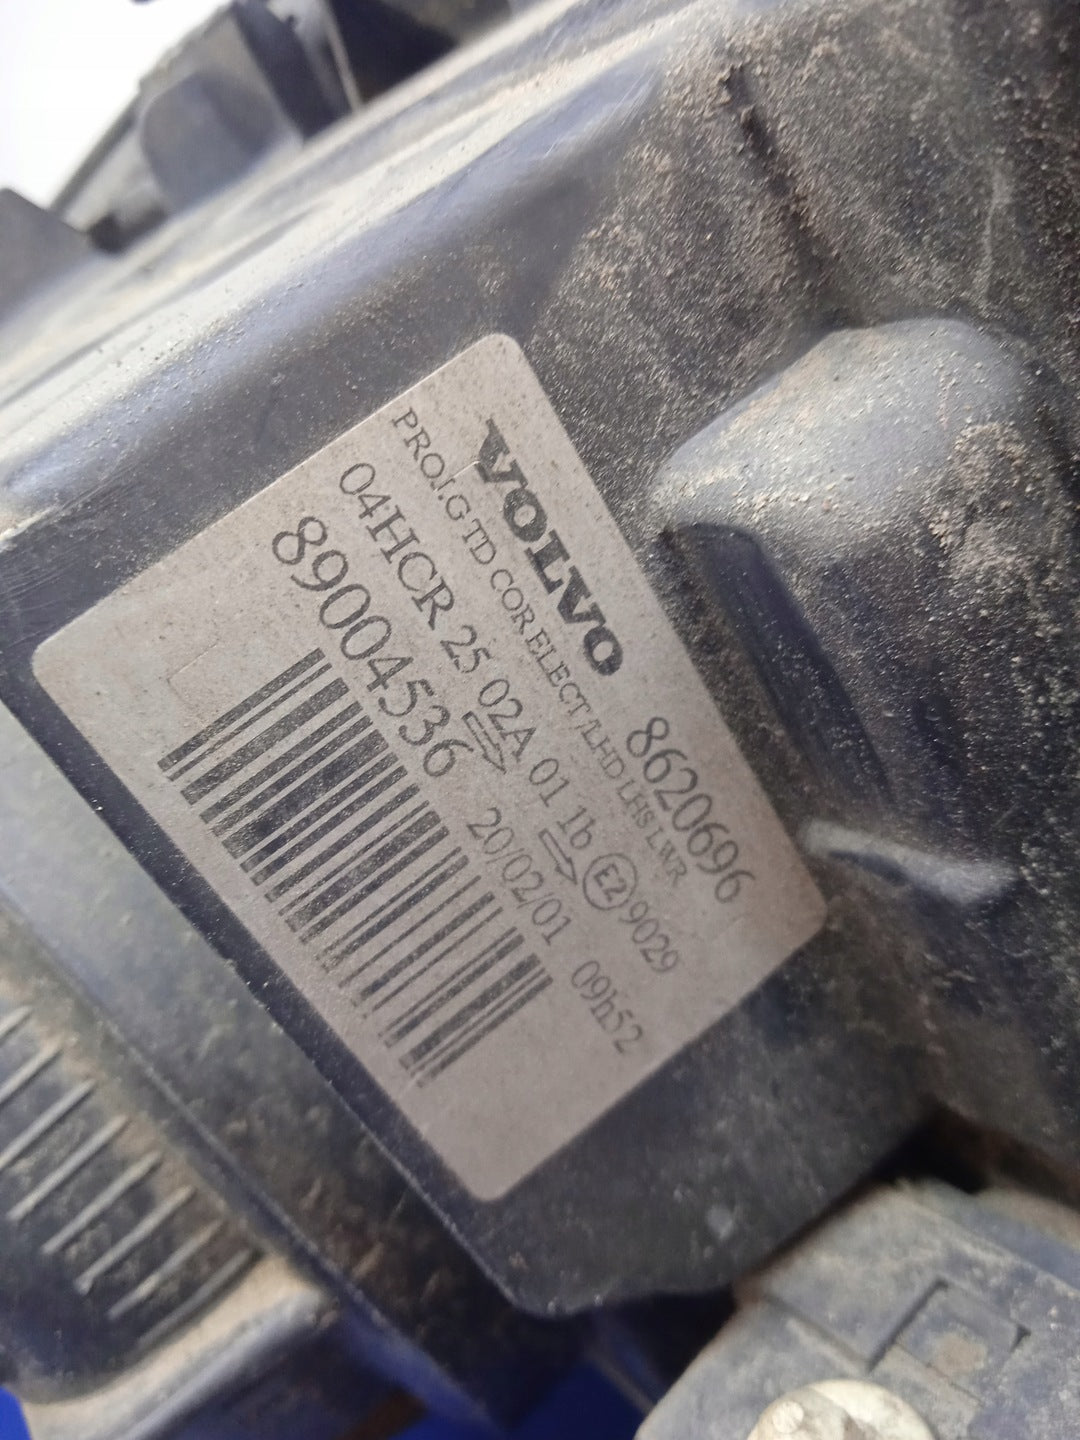 VOLVO 8620696
PROJ.G TD COR ELECT/LHD LHS LWR
04HCR 25 02A 01 1b E2 9029
89004536 20/02/01 09h52